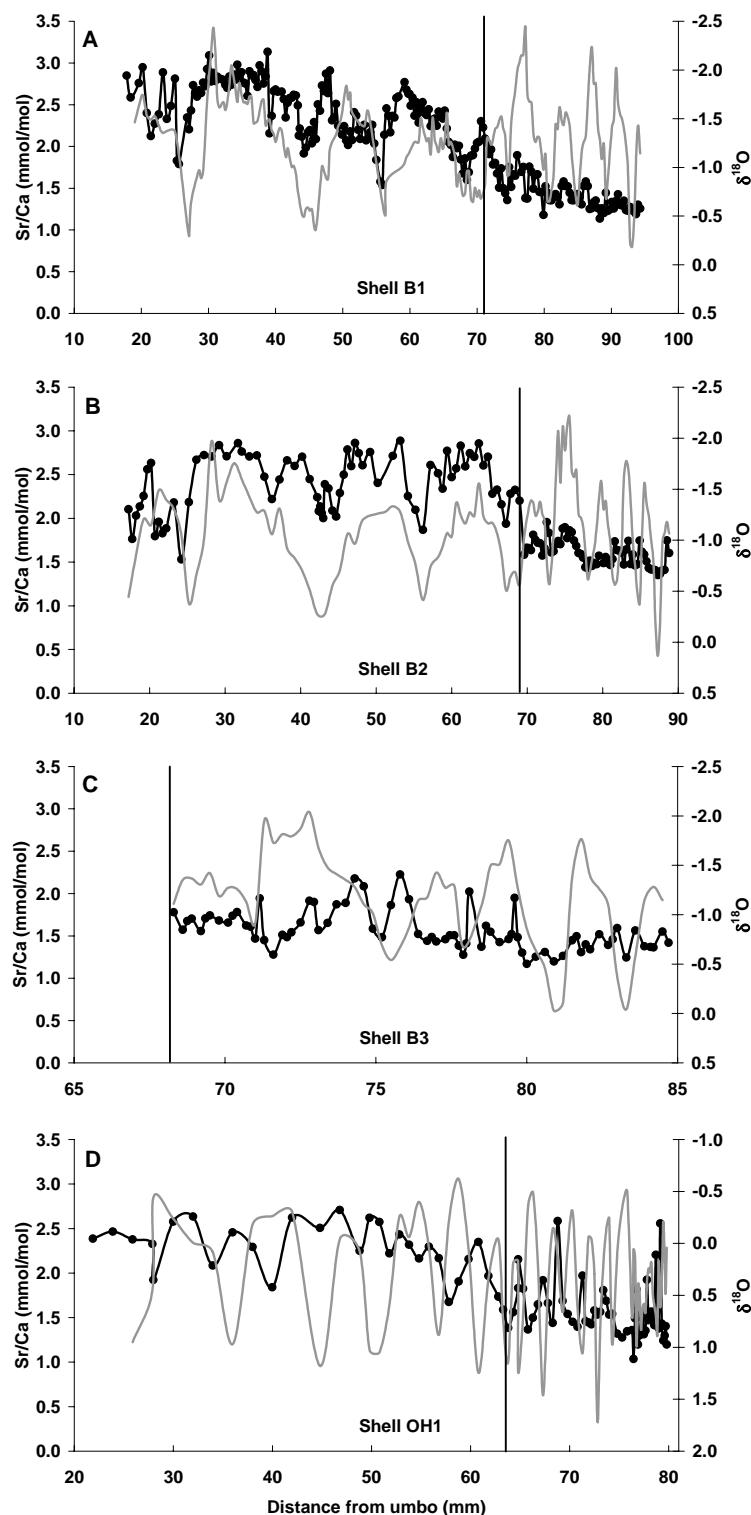 A
3.5 3.0 2.5 2.0 1.5 1.0 0.5 0.0
Sr/Ca (mmol/mol)
-2.5 -2.0 -1.5 -1.0 -0.5 0.0 0.5
δ18O
Shell B1
10 20 30 40 50 60 70 80 90 100
B
3.5 3.0 2.5 2.0 1.5 1.0 0.5 0.0
Sr/Ca (mmol/mol)
-2.5 -2.0 -1.5 -1.0 -0.5 0.0 0.5
δ18O
Shell B2
10 20 30 40 50 60 70 80 90
C
3.5 3.0 2.5 2.0 1.5 1.0 0.5 0.0
Sr/Ca (mmol/mol)
-2.5 -2.0 -1.5 -1.0 -0.5 0.0 0.5
δ18O
Shell B3
65 70 75 80 85
D
3.5 3.0 2.5 2.0 1.5 1.0 0.5 0.0
Sr/Ca (mmol/mol)
-1.0 -0.5 0.0 0.5 1.0 1.5 2.0
δ18O
Shell OH1
20 30 40 50 60 70 80
Distance from umbo (mm)